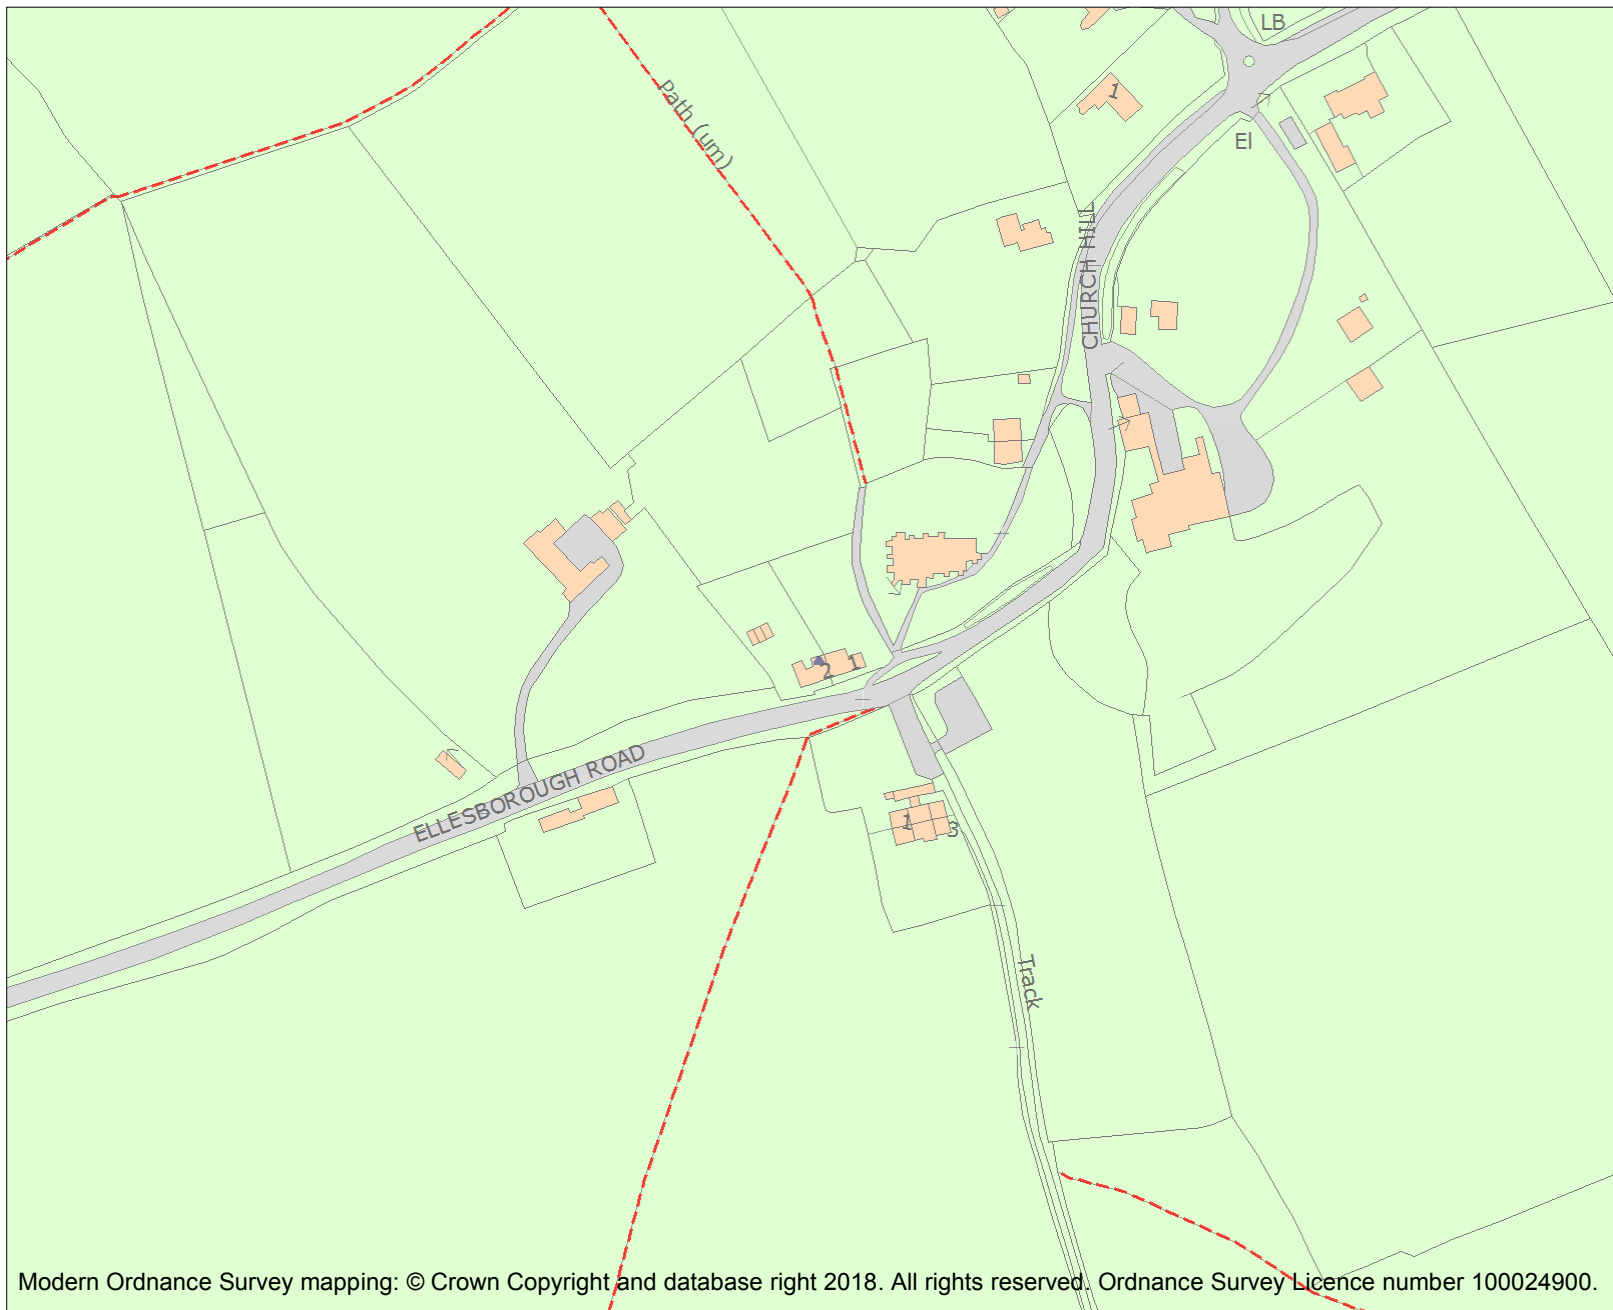 LB
Path (um)
1
El
CHURCH HILL
2 1
ELLESBOROUGH ROAD
1 3
Track
Modern Ordnance Survey mapping: © Crown Copyright and database right 2018. All rights reserved. Ordnance Survey Licence number 100024900.